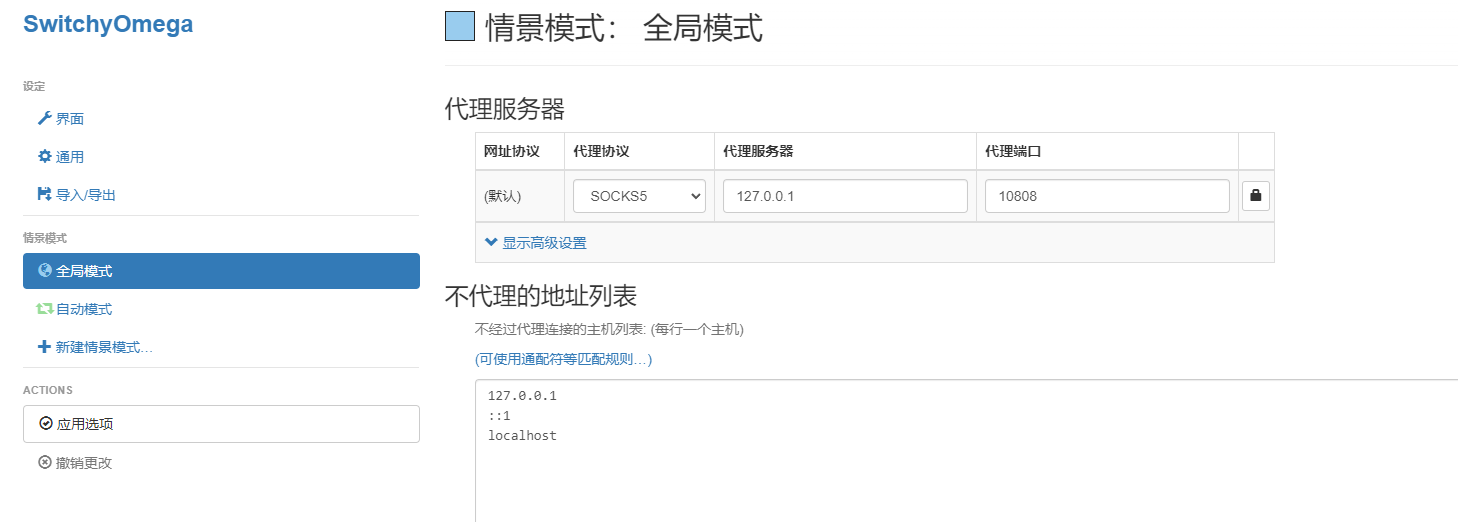 SwitchyOmega
设定
界面
通用
导入/导出
情景模式
全局模式
自动模式
新建情景模式...
ACTIONS
应用选项
撤销更改
情景模式： 全局模式
代理服务器
网址协议 代理协议 代理服务器 代理端口
(默认) SOCKS5 127.0.0.1 10808
显示高级设置
不代理的地址列表
不经过代理连接的主机列表: (每行一个主机)
(可使用通配符等匹配规则...)
127.0.0.1
::1
localhost